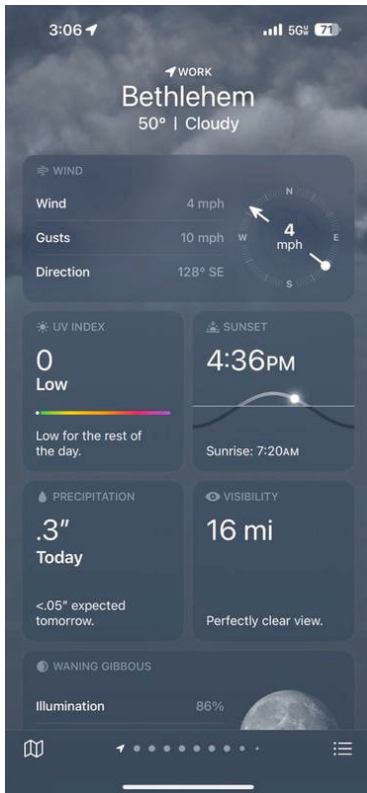 3:06 5G 71
WORK
Bethlehem
50° | Cloudy
WIND
Wind 4 mph
Gusts 10 mph
Direction 128° SE
N
W
E
S
4
mph
UV INDEX
0
Low
Low for the rest of
the day.
SUNSET
4:36PM
Sunrise: 7:20AM
PRECIPITATION
.3"
Today
<.05" expected
tomorrow.
VISIBILITY
16 mi
Perfectly clear view.
WANING GIBBOUS
Illumination 86%